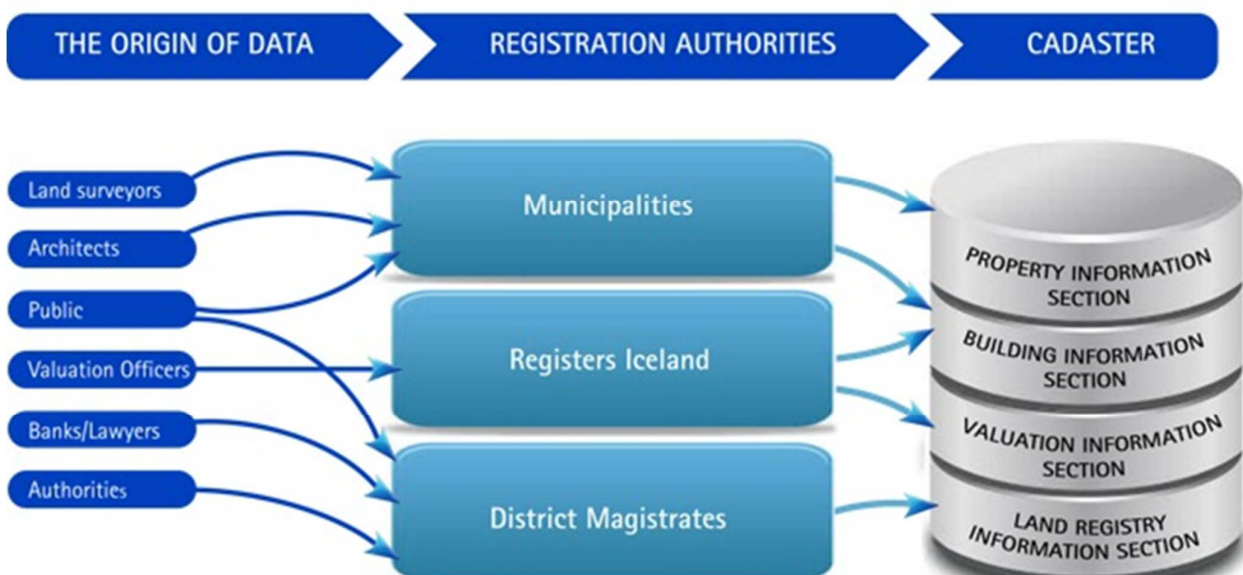 THE ORIGIN OF DATA
REGISTRATION AUTHORITIES
CADASTER
Land surveyors
Architects
Public
Valuation Officers
Banks/Lawyers
Authorities
Municipalities
Registers Iceland
District Magistrates
PROPERTY INFORMATION
SECTION
BUILDING INFORMATION
SECTION
VALUATION INFORMATION
SECTION
LAND REGISTRY
INFORMATION SECTION